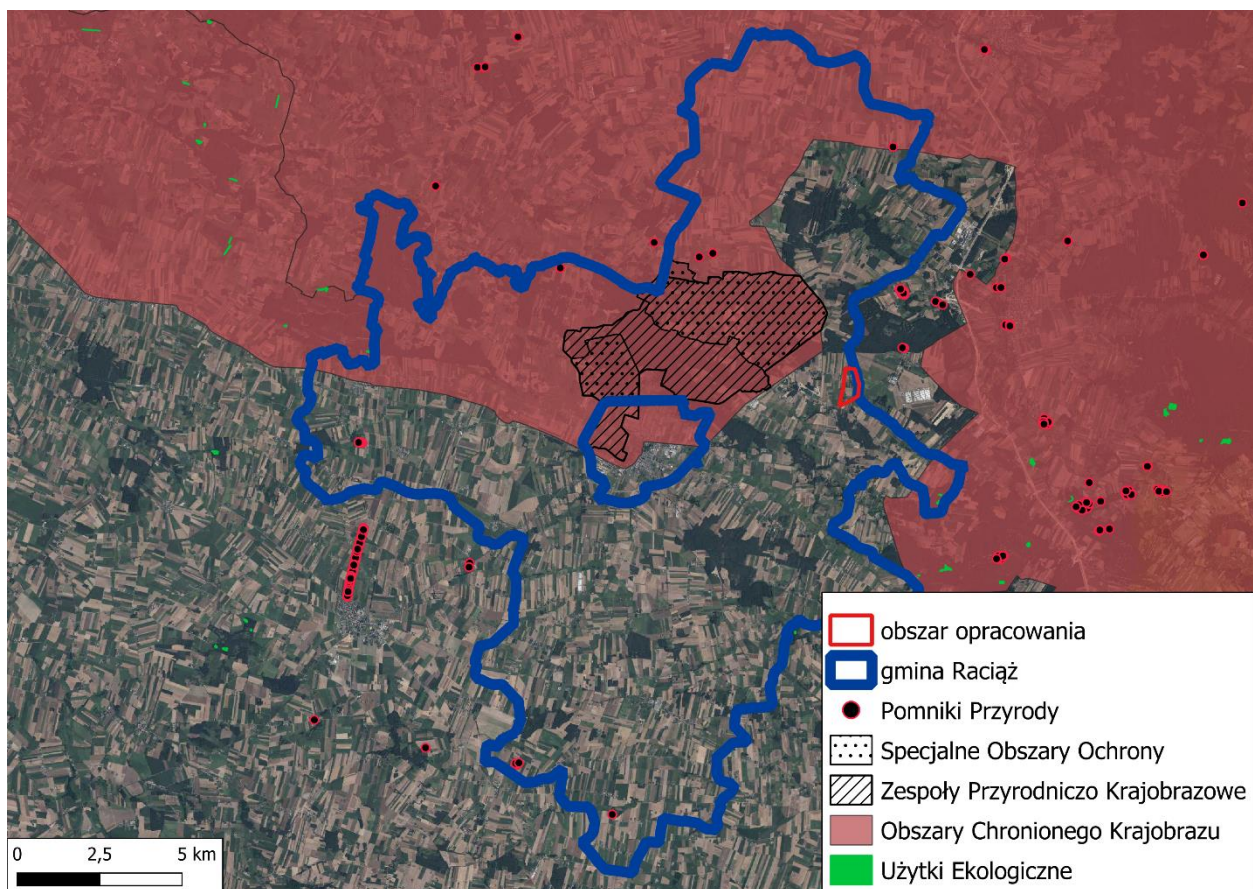 obszar opracowania
gmina Raciąż
Pomniki Przyrody
Specjalne Obszary Ochrony
Zespoły Przyrodniczo Krajobrazowe
Obszary Chronionego Krajobrazu
Użytki Ekologiczne
0 2,5 5 km